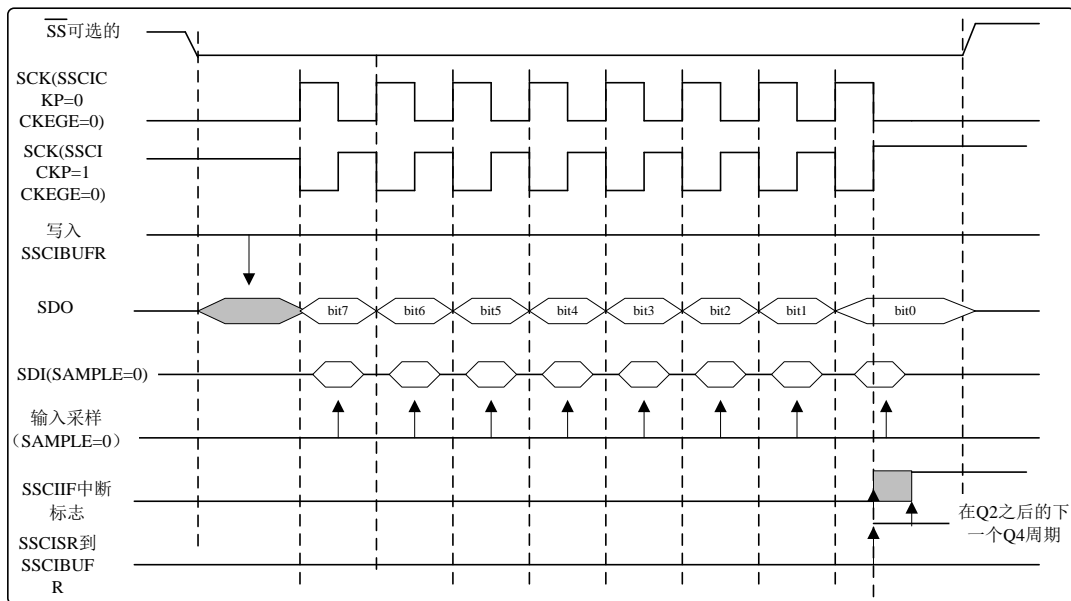 SS可选的
SCK(SSCIC
KP=0
CKEGE=0)
SCK(SSCI
CKP=1
CKEGE=0)
写入
SSCIBUFR
SDO
bit7
bit6
bit5
bit4
bit3
bit2
bit1
bit0
SDI(SAMPLE=0)
输入采样
（SAMPLE=0）
SSCIIF中断
标志
在Q2之后的下
一个Q4周期
SSCISR到
SSCIBUF
R